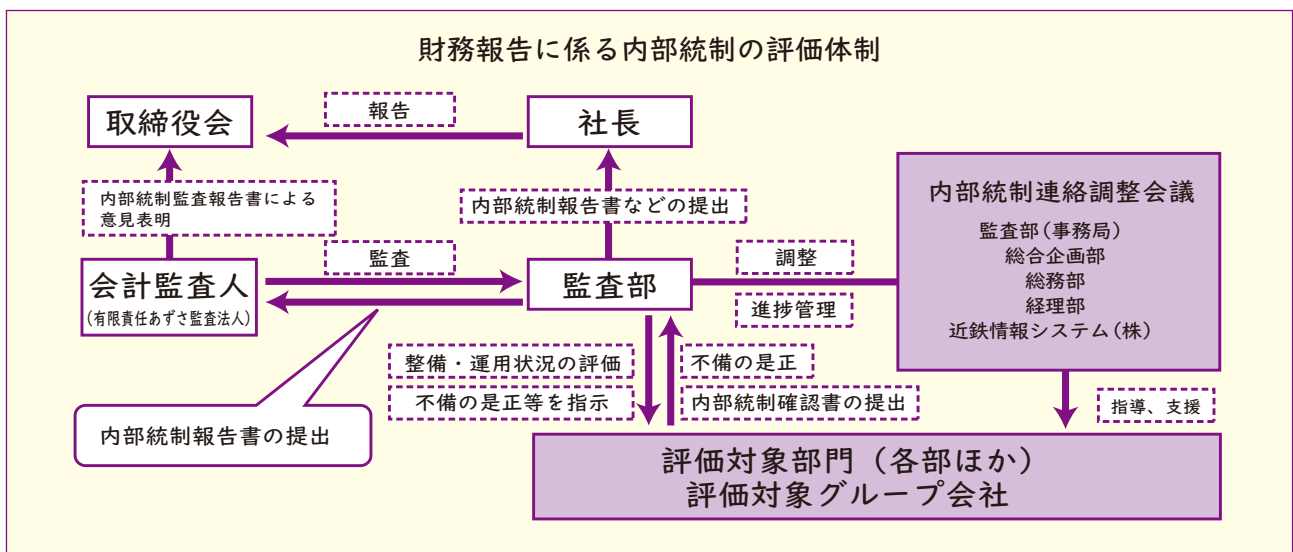 財務報告に係る内部統制の評価体制
取締役会
報告
社長
内部統制監査報告書による
意見表明
内部統制報告書などの提出
内部統制連絡調整会議
監査部(事務局)
総合企画部
総務部
経理部
近鉄情報システム(株)
会計監査人
(有限責任あずさ監査法人)
監査
監査部
調整
進捗管理
整備・運用状況の評価
不備の是正等を指示
不備の是正
内部統制確認書の提出
指導、支援
内部統制報告書の提出
評価対象部門(各部ほか)
評価対象グループ会社